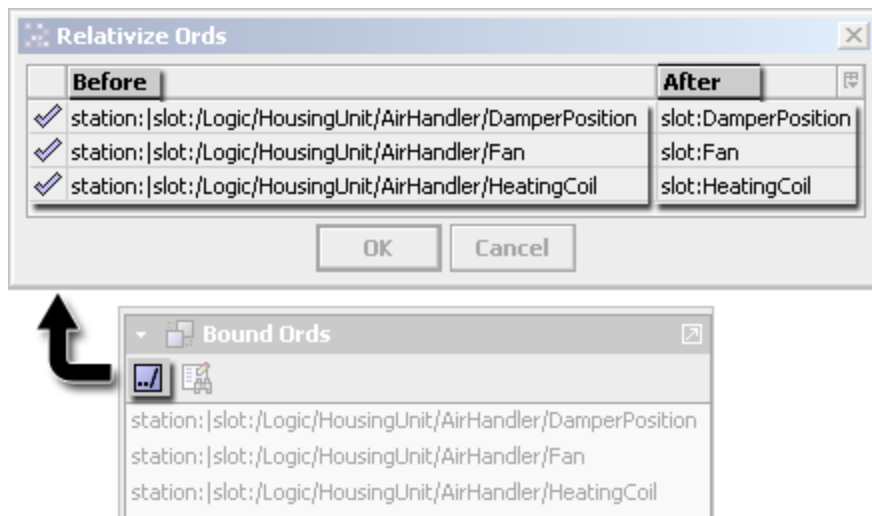 Relativize Ords
Before After
station:|slot:/Logic/HousingUnit/AirHandler/DamperPosition slot:DamperPosition
station:|slot:/Logic/HousingUnit/AirHandler/Fan slot:Fan
station:|slot:/Logic/HousingUnit/AirHandler/HeatingCoil slot:HeatingCoil
OK Cancel
Bound Ords
../
station:|slot:/Logic/HousingUnit/AirHandler/DamperPosition
station:|slot:/Logic/HousingUnit/AirHandler/Fan
station:|slot:/Logic/HousingUnit/AirHandler/HeatingCoil